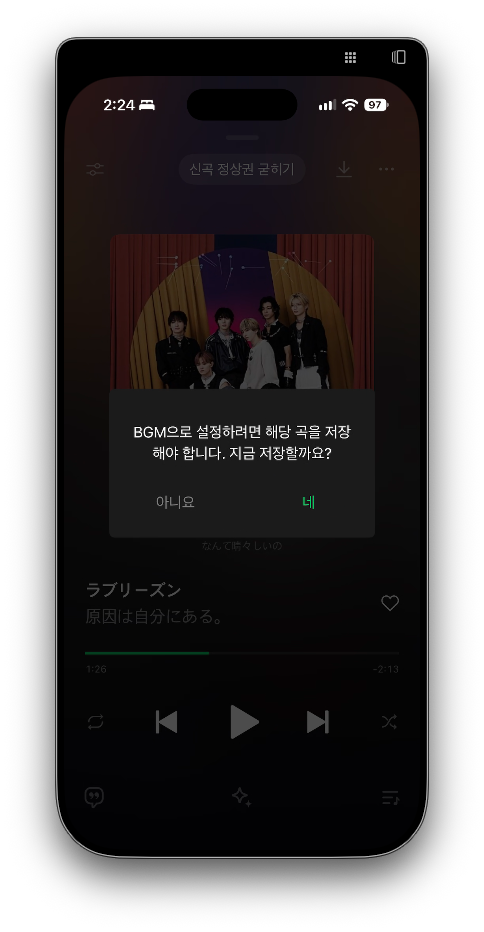 2:24
97
신곡 정상권 굳히기
BGM으로 설정하려면 해당 곡을 저장
해야 합니다. 지금 저장할까요?
아니요
네
なんて晴々しいの
ラブリーズン
原因は自分にある。
1:26
-2:13